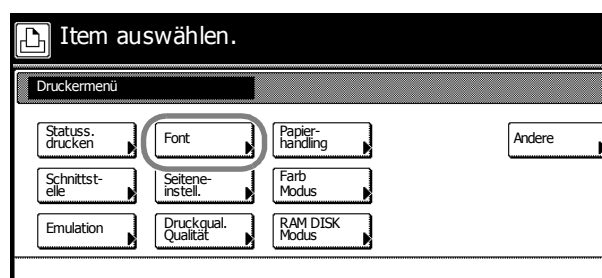 Item auswählen.
Druckermenü
Statuss.
drucken
Font
Papier-
handling
Andere
Schnittst-
elle
Seitene-
instell.
Farb
Modus
Emulation
Druckqual.
Qualität
RAM DISK
Modus